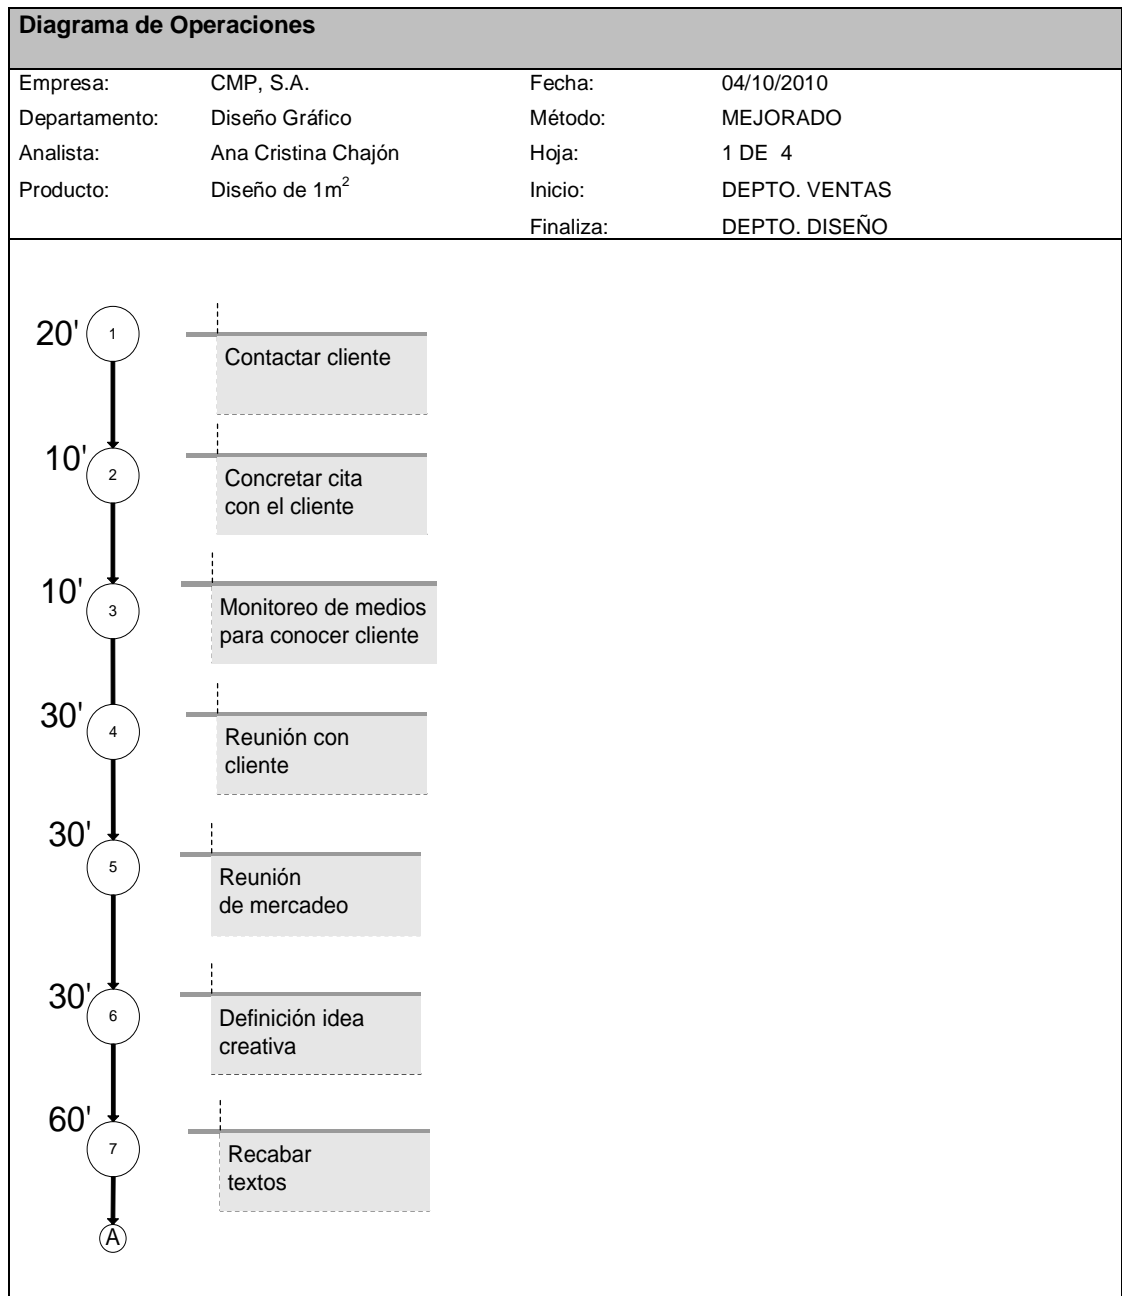 Diagrama de Operaciones
Empresa: CMP, S.A. Fecha: 04/10/2010
Departamento: Diseño Gráfico Método: MEJORADO
Analista: Ana Cristina Chajón Hoja: 1 DE 4
Producto: Diseño de 1m² Inicio: DEPTO. VENTAS
Finaliza: DEPTO. DISEÑO
20' 1
Contactar cliente
10' 2
Concretar cita
con el cliente
10' 3
Monitoreo de medios
para conocer cliente
30' 4
Reunión con
cliente
30' 5
Reunión
de mercadeo
30' 6
Definición idea
creativa
60' 7
Recabar
textos
A